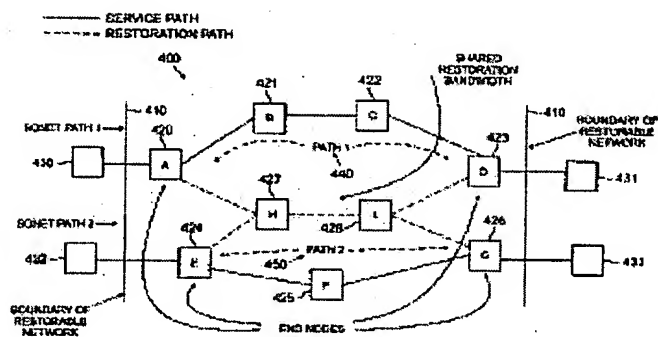 SERVICE PATH
RESTORATION PATH
400
SHARED
RESTORATION
BANDWIDTH
421
422
410
410
SONET PATH 1
420
BOUNDARY OF
RESTORABLE
NETWORK
B
C
423
430
A
PATH 1
440
D
431
427
SONET PATH 2
H
I
428
424
426
432
E
PATH 2
450
G
433
F
425
BOUNDARY OF
RESTORABLE
NETWORK
END NODES